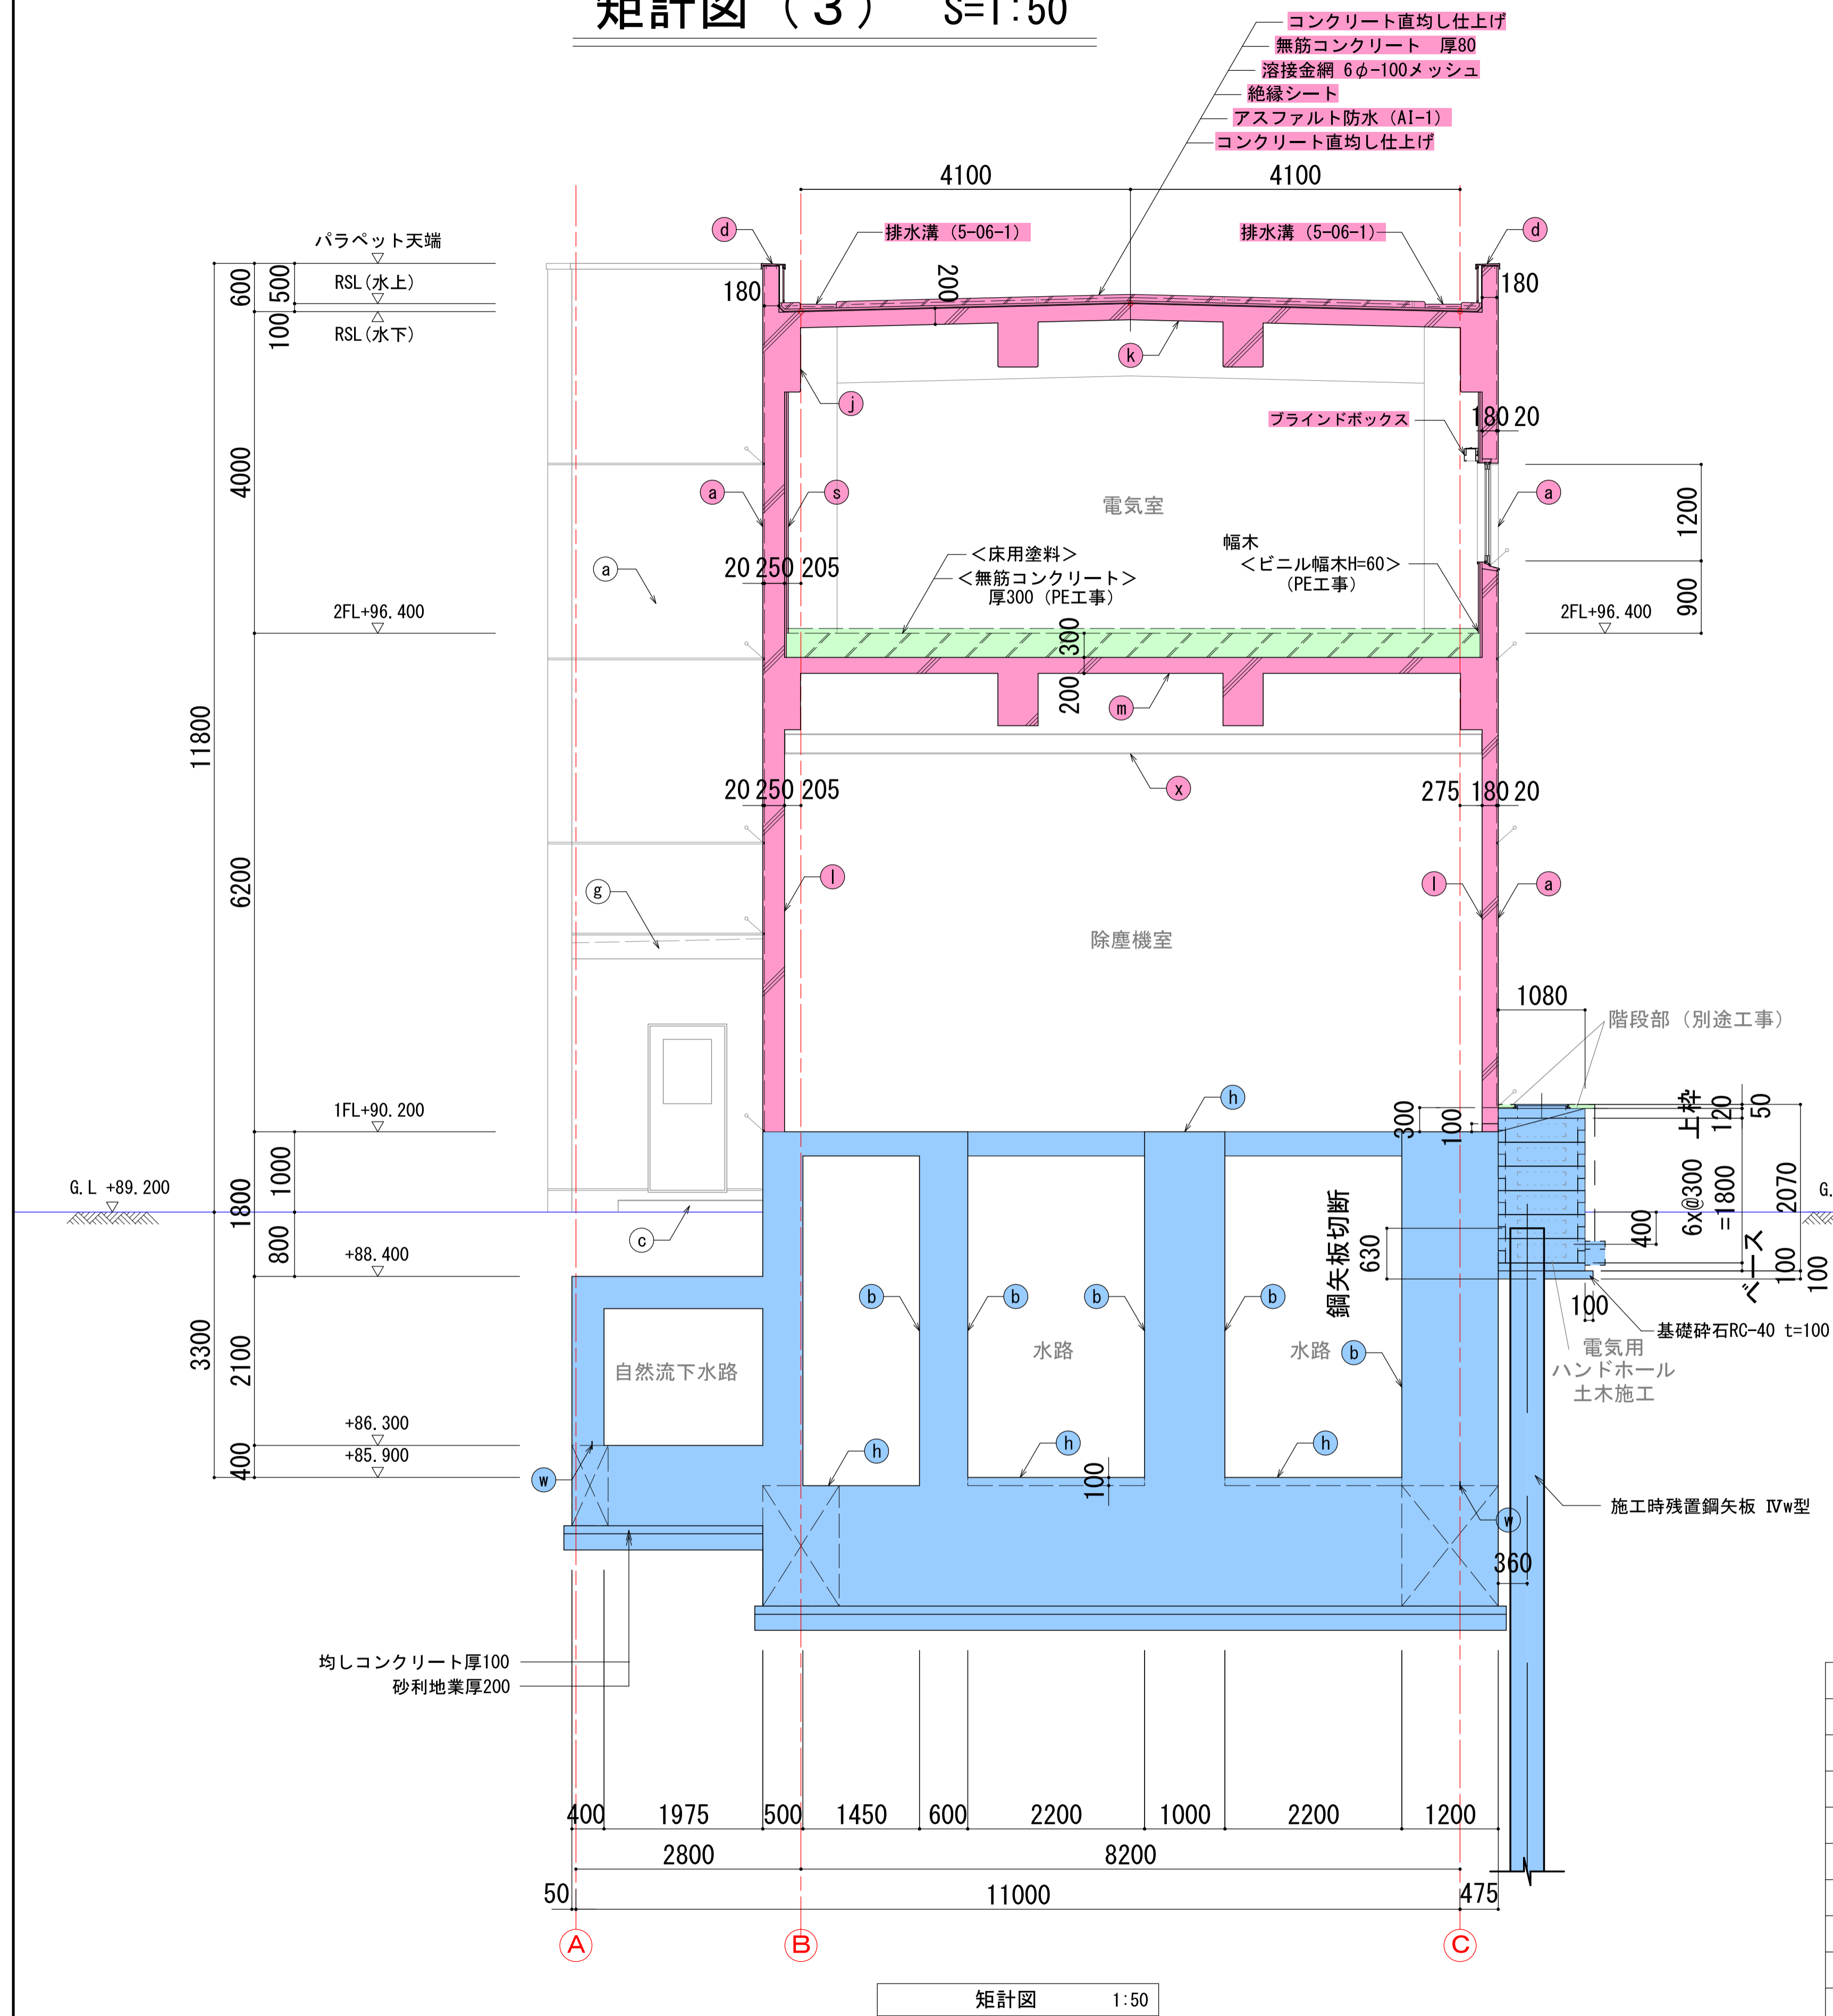 矩計図（３） S=1:50
コンクリート直均し仕上げ
無筋コンクリート 厚80
溶接金網 6φ-100メッシュ
絶縁シート
アスファルト防水（AI-1）
コンクリート直均し仕上げ
4100 4100
d 排水溝（5-06-1） 排水溝（5-06-1） d
パラペット天端
RSL(水上)
RSL(水下)
600 500 100
180 200 180
k
j
ブラインドボックス
180 20
4000
a s 電気室 a
1200
a
20 250 205
＜床用塗料＞
＜無筋コンクリート＞
厚300（PE工事）
幅木
＜ビニル幅木H=60＞
（PE工事）
900
2FL+96.400 2FL+96.400
300
200
m
11800
x
20 250 205 275 180 20
6200
g l l a
除塵機室
1080
階段部（別途工事）
1FL+90.200
h
300 100
上枠 120 50
G.L +89.200
1000
1800
800
c
+88.400
鋼矢板切断
630
6x@300
=1800
2070
400
G.
ベース 100 100
100
基礎砕石RC-40 t=100
b b b b
3300 2100
自然流下水路 水路 水路 b
電気用
ハンドホール
土木施工
+86.300
+85.900
400
w h h h
100
w
施工時残置鋼矢板 Ⅳw型
360
均しコンクリート厚100
砂利地業厚200
400 1975 500 1450 600 2200 1000 2200 1200
2800 8200
50 11000 475
A B C
矩計図 1:50